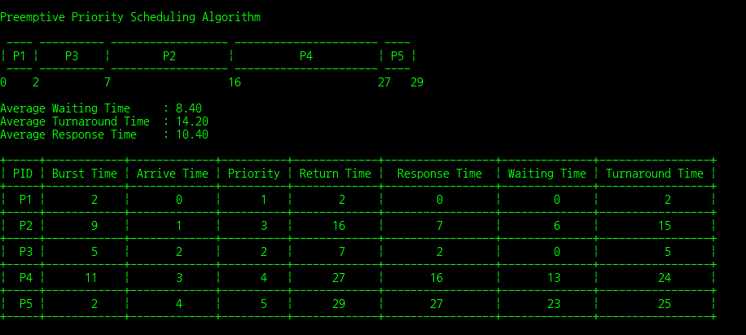 Preemptive Priority Scheduling Algorithm
| P1 | P3 | P2 | P4 | P5 |
0 2 7 16 27 29
Average Waiting Time : 8.40
Average Turnaround Time : 14.20
Average Response Time : 10.40
| PID | Burst Time | Arrive Time | Priority | Return Time | Response Time | Waiting Time | Turnaround Time |
| P1 | 2 | 0 | 1 | 2 | 0 | 0 | 2 |
| P2 | 9 | 1 | 3 | 16 | 7 | 6 | 15 |
| P3 | 5 | 2 | 2 | 7 | 2 | 0 | 5 |
| P4 | 11 | 3 | 4 | 27 | 16 | 13 | 24 |
| P5 | 2 | 4 | 5 | 29 | 27 | 23 | 25 |